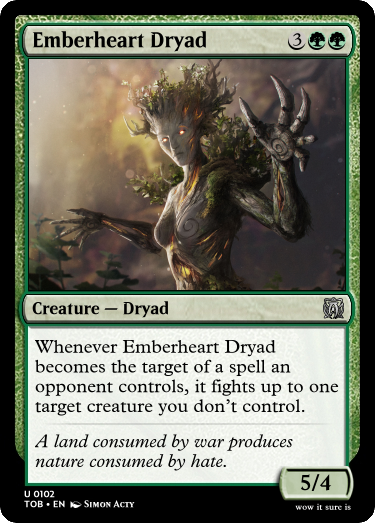 Emberheart Dryad 3
Creature — Dryad
Whenever Emberheart Dryad
becomes the target of a spell an
opponent controls, it fights up to one
target creature you don't control.
A land consumed by war produces
nature consumed by hate.
5/4
U 0102
TOB • EN Simon Acty
wow it sure is